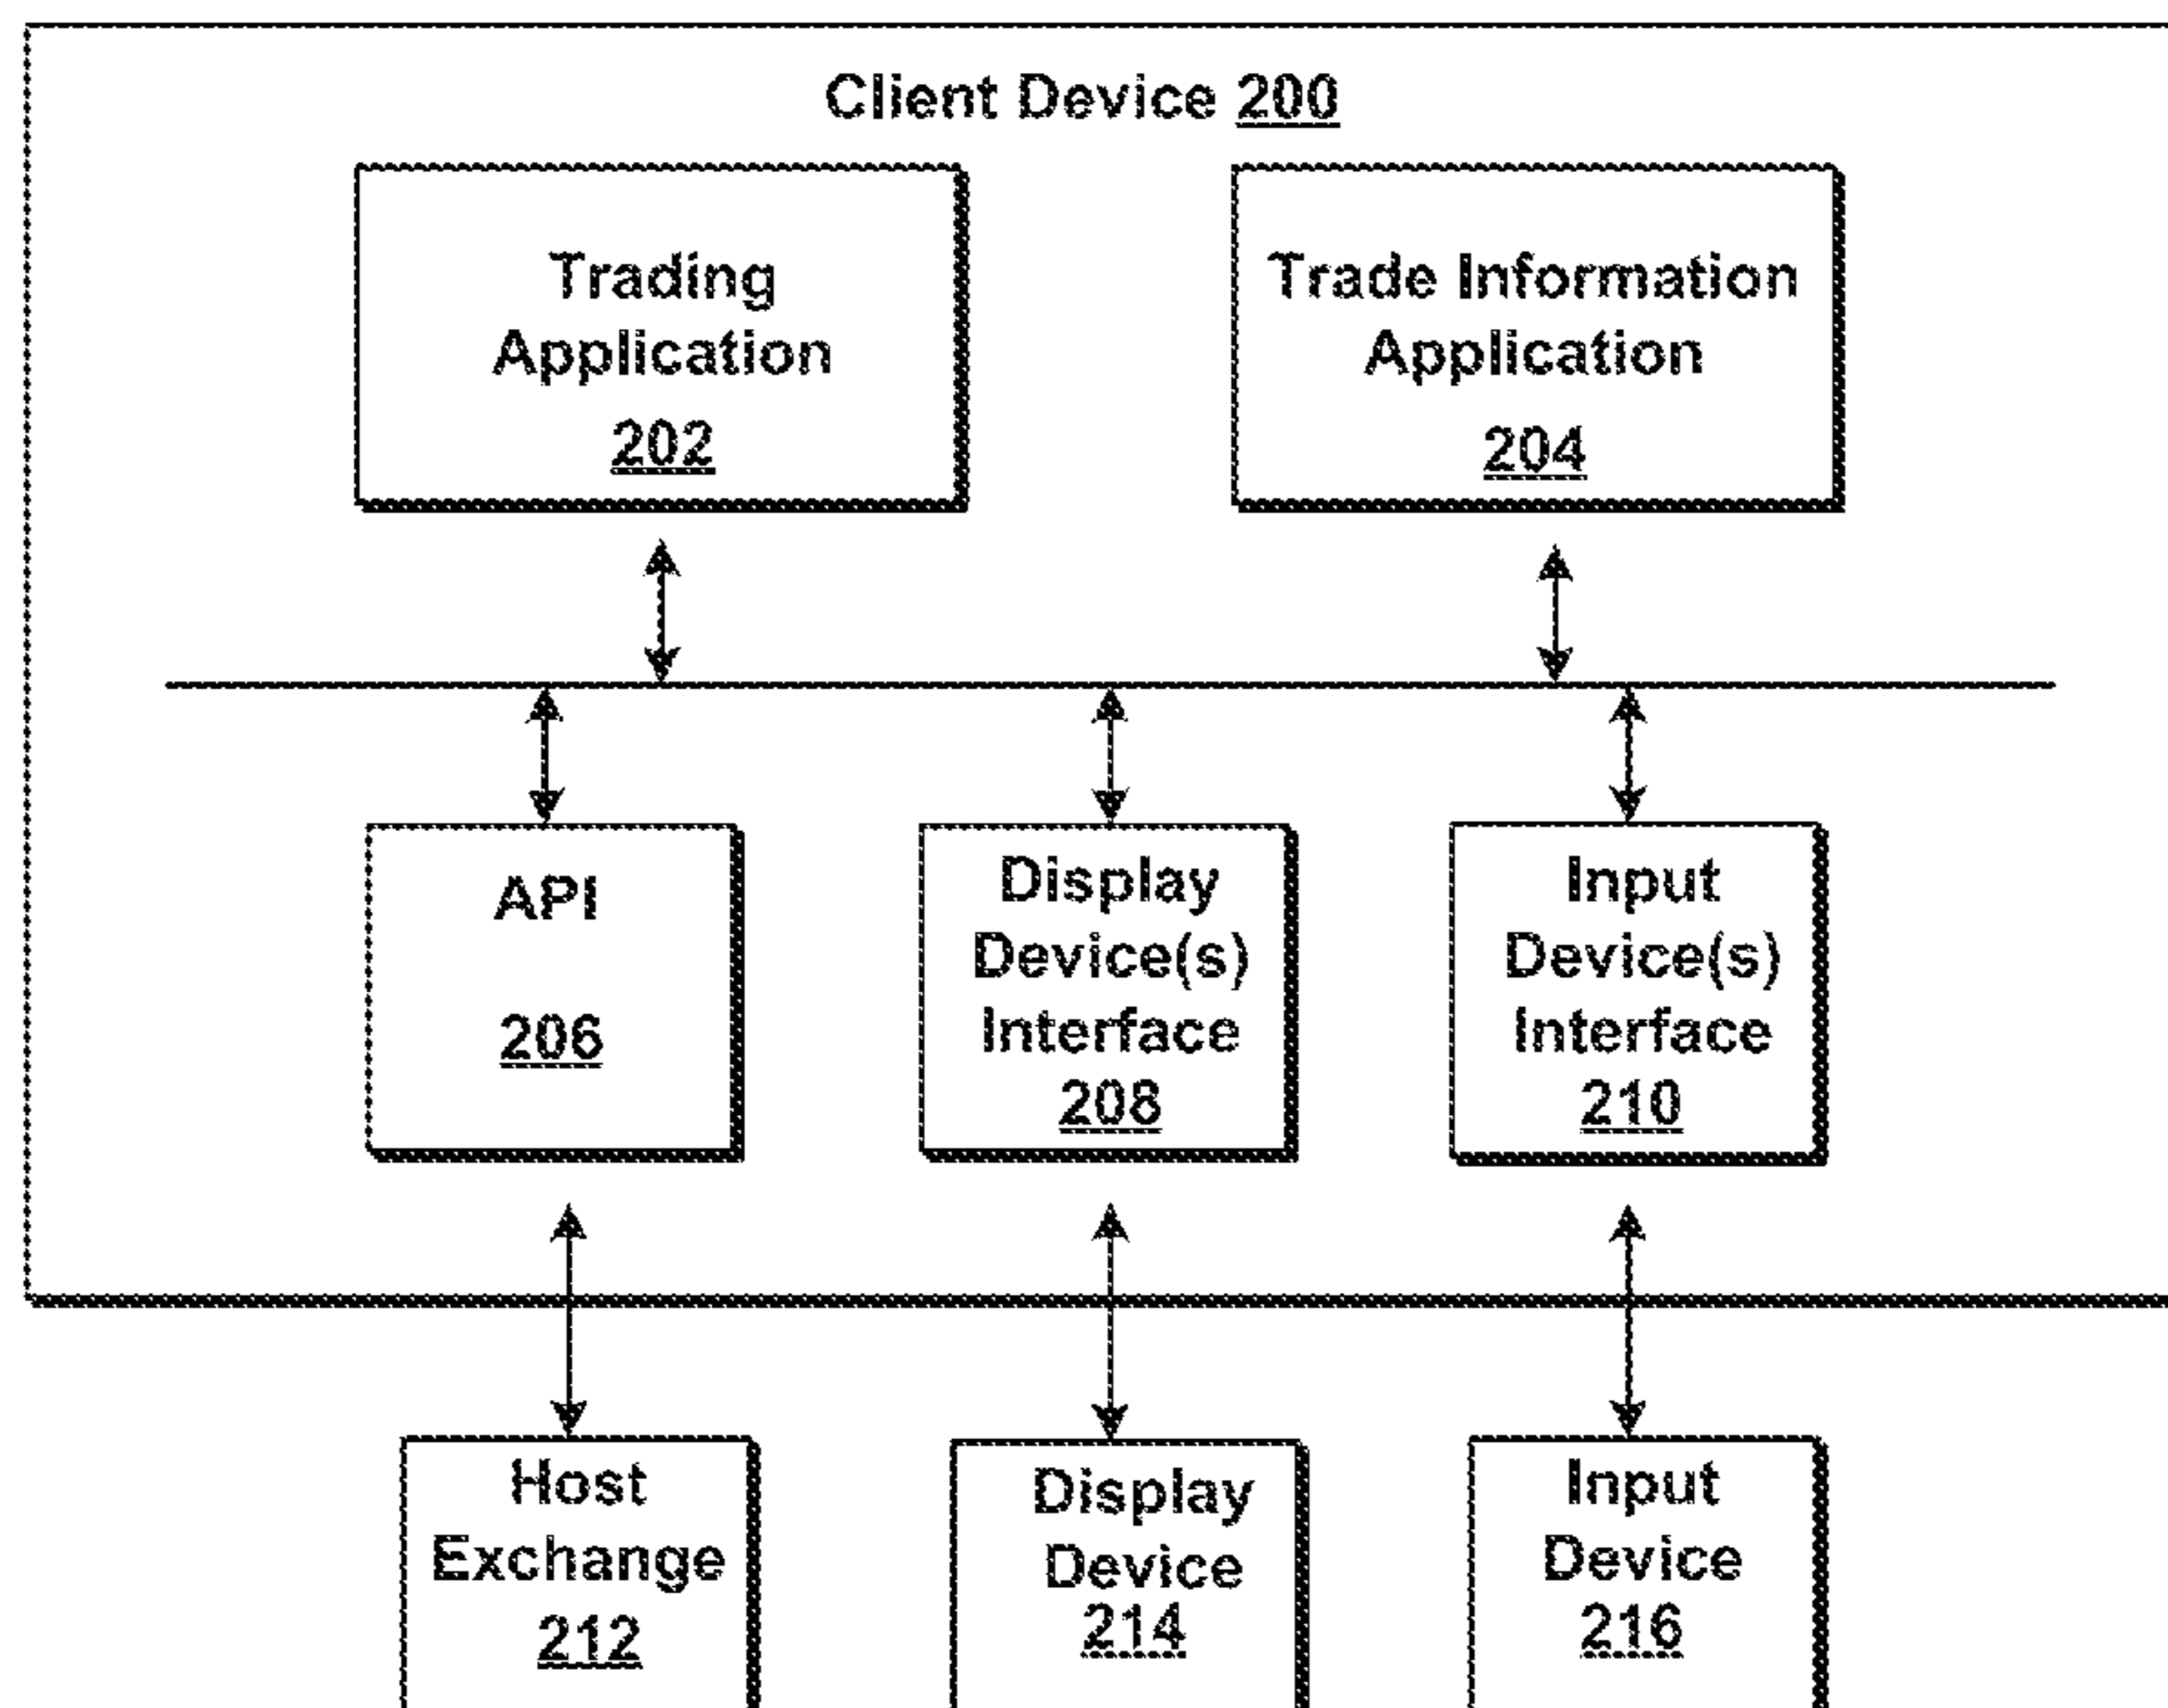 Client Device 200
Trading
Application
202
Trade Information
Application
204
API
206
Display
Device(s)
Interface
208
Input
Device(s)
Interface
210
Host
Exchange
212
Display
Device
214
Input
Device
216